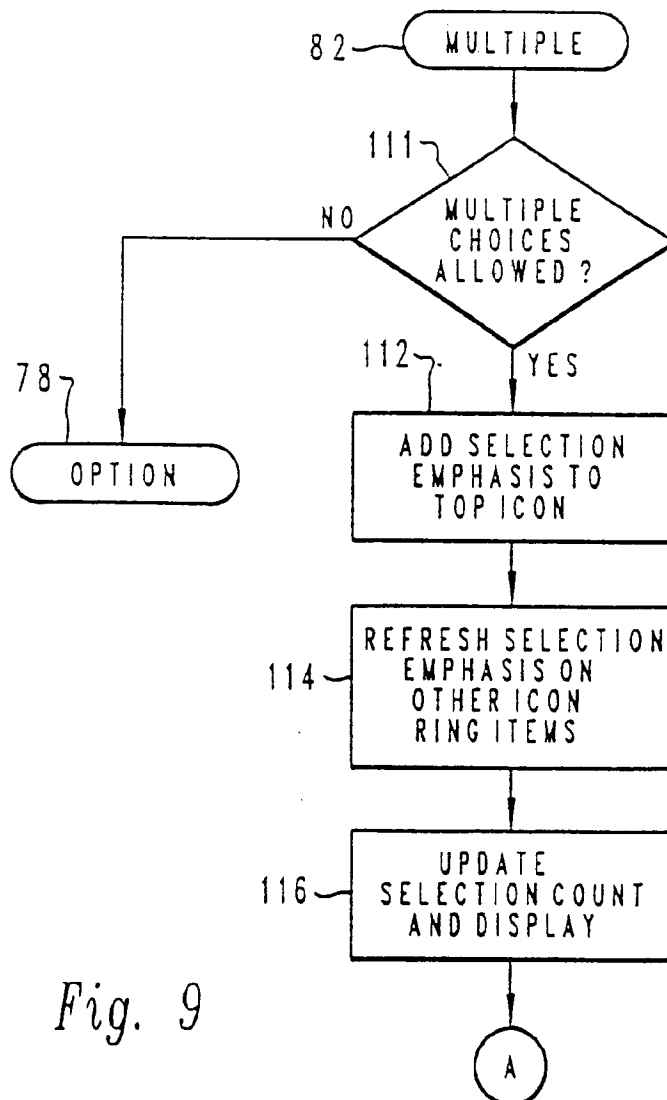 82
MULTIPLE
111
MULTIPLE
CHOICES
ALLOWED ?
NO
YES
78
OPTION
112
ADD SELECTION
EMPHASIS TO
TOP ICON
114
REFRESH SELECTION
EMPHASIS ON
OTHER ICON
RING ITEMS
116
UPDATE
SELECTION COUNT
AND DISPLAY
A
Fig. 9